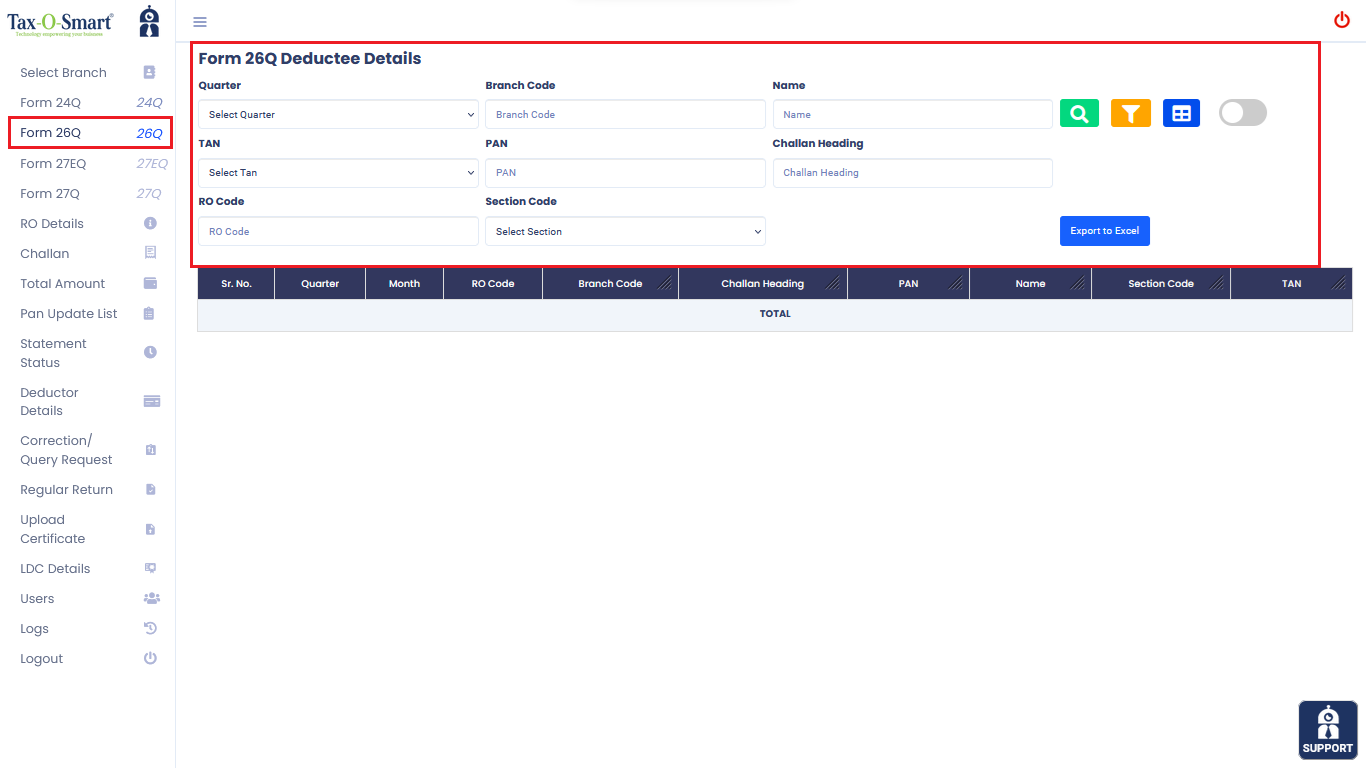 Tax-O-Smart®
Technology empowering your business
Select Branch
Form 24Q 24Q
Form 26Q 26Q
Form 27EQ 27EQ
Form 27Q 27Q
RO Details
Challan
Total Amount
Pan Update List
Statement
Status
Deductor
Details
Correction/
Query Request
Regular Return
Upload
Certificate
LDC Details
Users
Logs
Logout
Form 26Q Deductee Details
Quarter Branch Code Name
Select Quarter Branch Code Name
TAN PAN Challan Heading
Select Tan PAN Challan Heading
RO Code Section Code
RO Code Select Section Export to Excel
Sr. No. Quarter Month RO Code Branch Code Challan Heading PAN Name Section Code TAN
TOTAL
SUPPORT